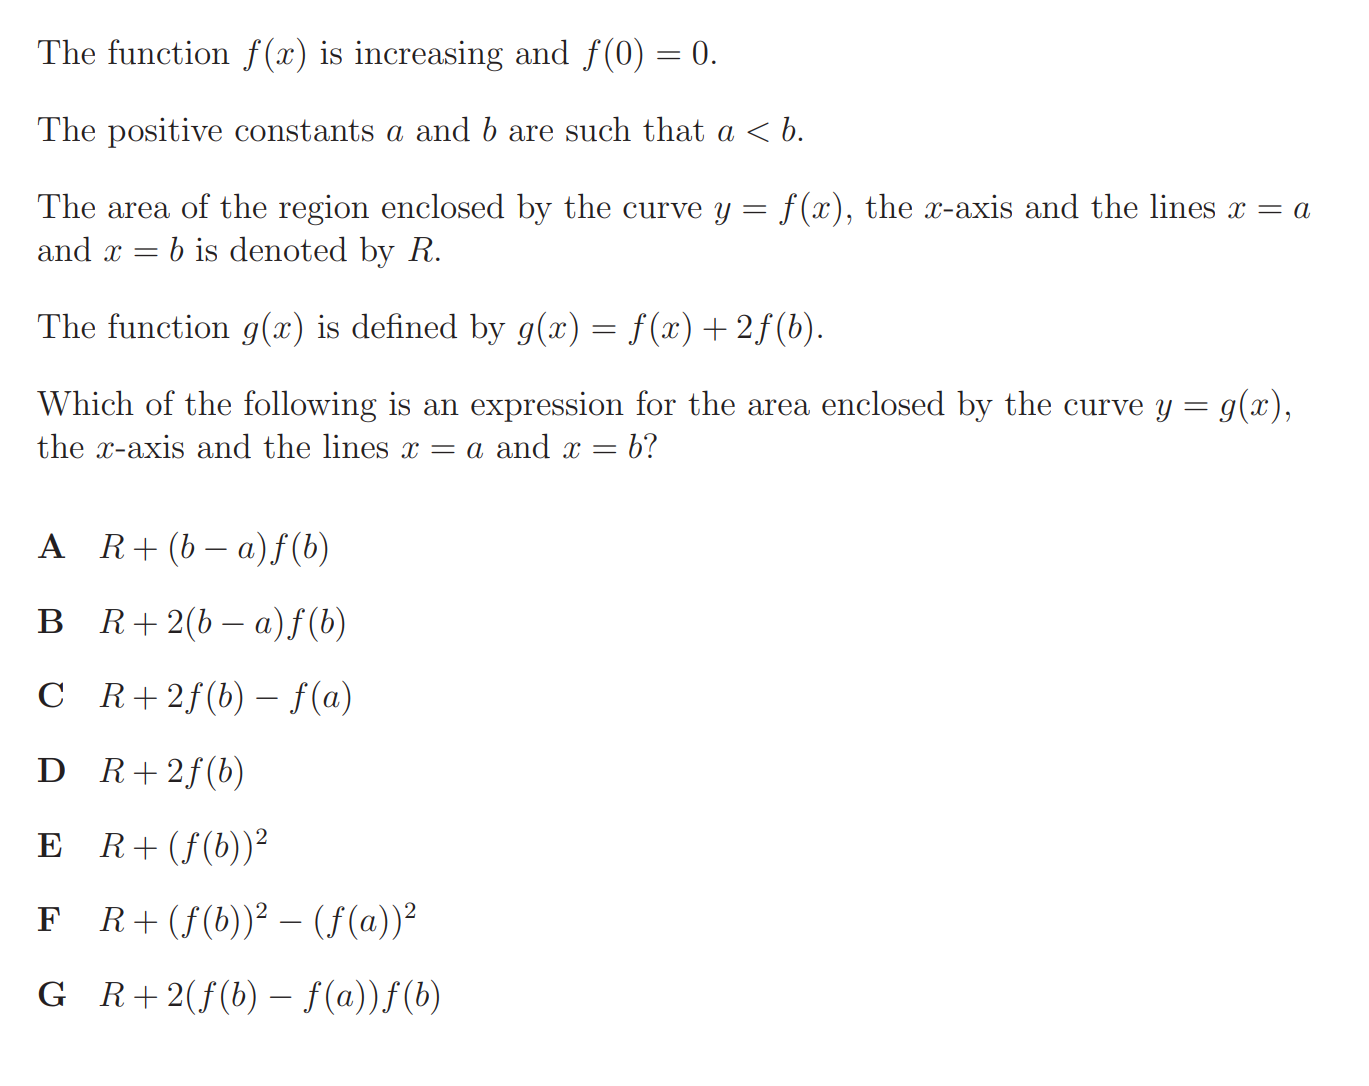 The function f(x) is increasing and f(0) = 0.
The positive constants a and b are such that a < b.
The area of the region enclosed by the curve y = f(x), the x-axis and the lines x = a
and x = b is denoted by R.
The function g(x) is defined by g(x) = f(x) + 2f(b).
Which of the following is an expression for the area enclosed by the curve y = g(x),
the x-axis and the lines x = a and x = b?
A R + (b − a)f(b)
B R + 2(b − a)f(b)
C R + 2f(b) − f(a)
D R + 2f(b)
E R + (f(b))²
F R + (f(b))² − (f(a))²
G R + 2(f(b) − f(a))f(b)